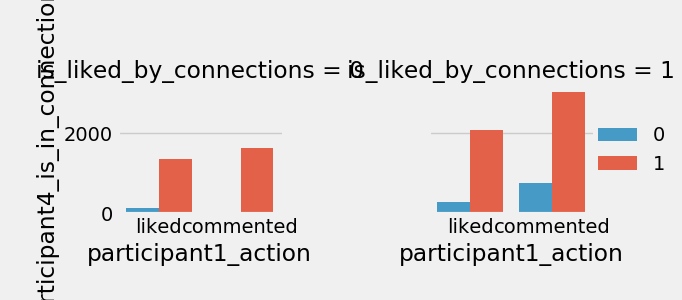 is_liked_by_connections = 0
is_liked_by_connections = 1
2000
0
liked
commented
liked
commented
participant1_action
participant1_action
0
1